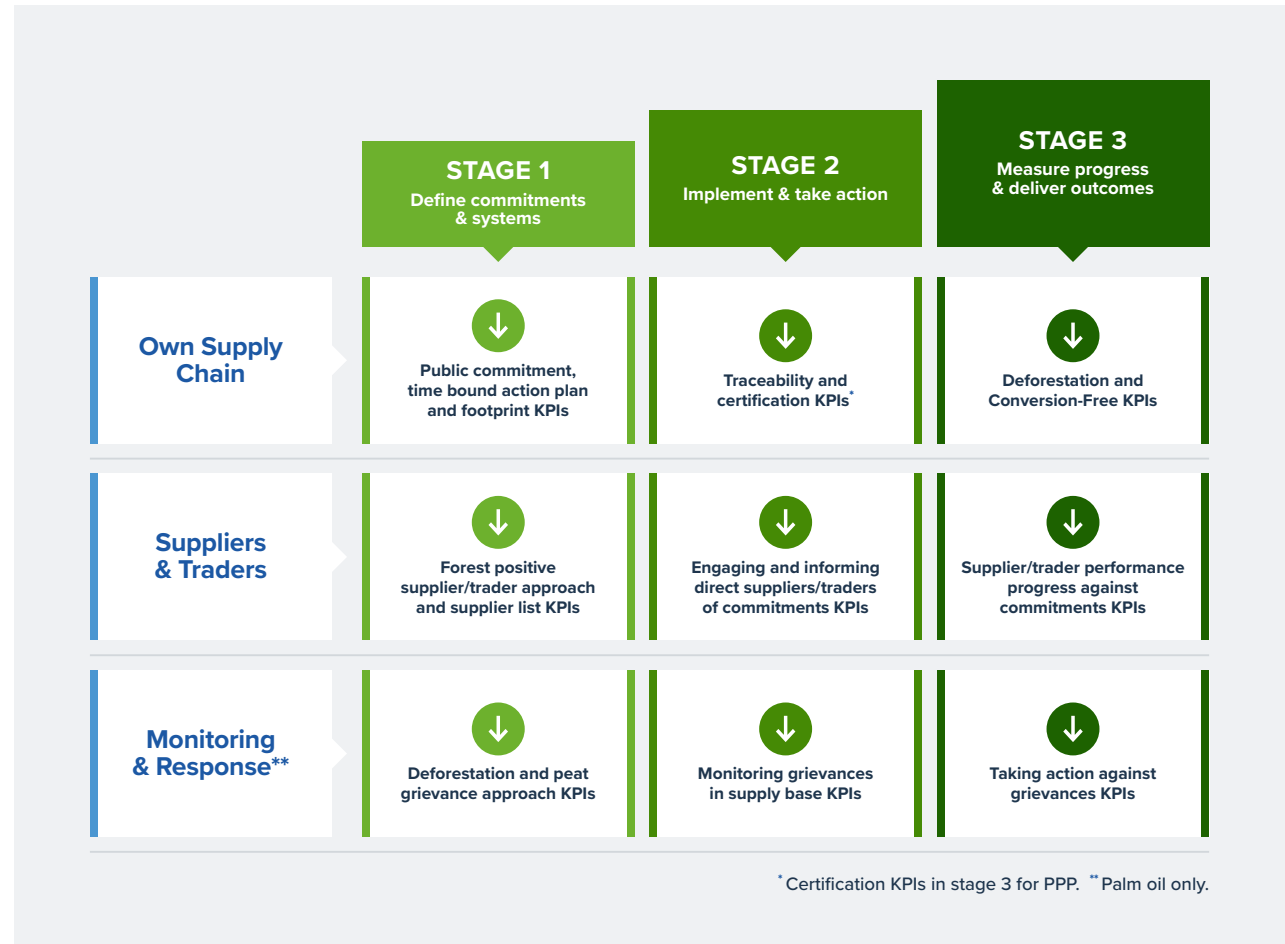 STAGE 1
Define commitments
& systems
STAGE 2
Implement & take action
STAGE 3
Measure progress
& deliver outcomes
Own Supply
Chain
Public commitment,
time bound action plan
and footprint KPIs
Traceability and
certification KPIs*
Deforestation and
Conversion-Free KPIs
Suppliers
& Traders
Forest positive
supplier/trader approach
and supplier list KPIs
Engaging and informing
direct suppliers/traders
of commitments KPIs
Supplier/trader performance
progress against
commitments KPIs
Monitoring
& Response**
Deforestation and peat
grievance approach KPIs
Monitoring grievances
in supply base KPIs
Taking action against
grievances KPIs
* Certification KPIs in stage 3 for PPP. ** Palm oil only.